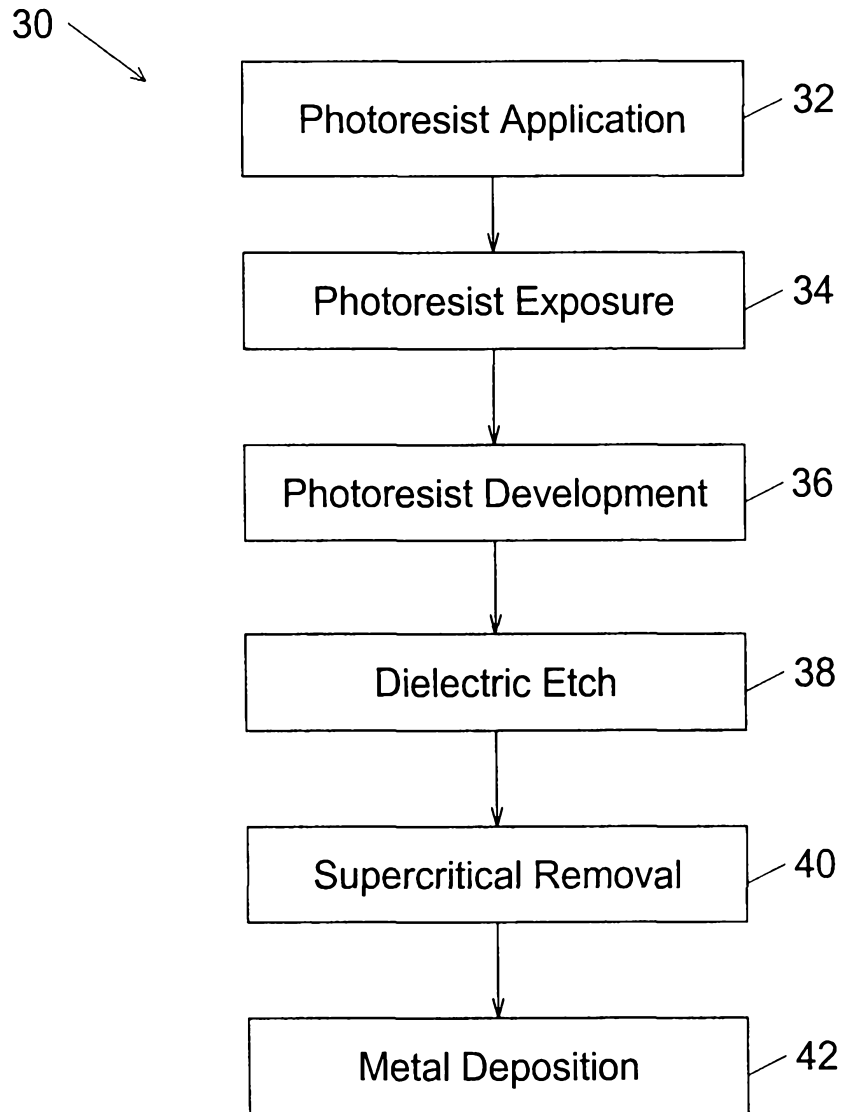 30
Photoresist Application
32
Photoresist Exposure
34
Photoresist Development
36
Dielectric Etch
38
Supercritical Removal
40
Metal Deposition
42